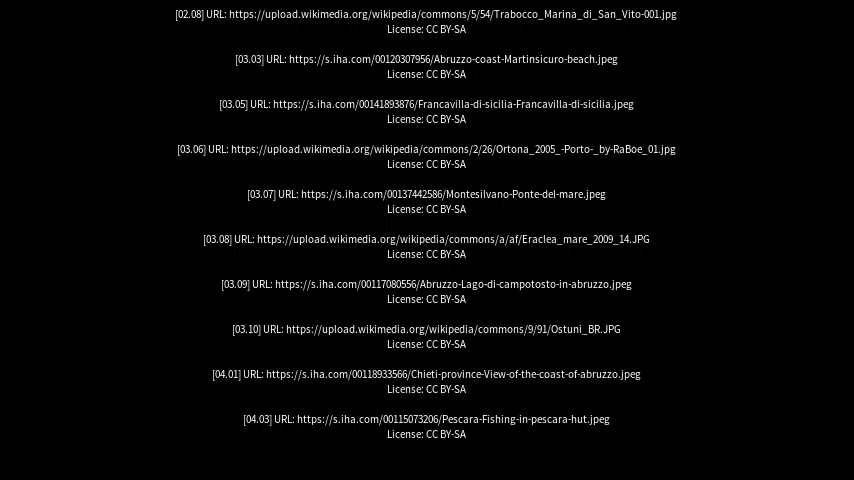 [02.08] URL: https://upload.wikimedia.org/wikipedia/commons/5/54/Trabocco_Marina_di_San_Vito-001.jpg
License: CC BY-SA
[03.03] URL: https://s.iha.com/00120307956/Abruzzo-coast-Martinsicuro-beach.jpeg
License: CC BY-SA
[03.05] URL: https://s.iha.com/00141893876/Francavilla-di-sicilia-Francavilla-di-sicilia.jpeg
License: CC BY-SA
[03.06] URL: https://upload.wikimedia.org/wikipedia/commons/2/26/Ortona_2005_-Porto-_by-RaBoe_01.jpg
License: CC BY-SA
[03.07] URL: https://s.iha.com/00137442586/Montesilvano-Ponte-del-mare.jpeg
License: CC BY-SA
[03.08] URL: https://upload.wikimedia.org/wikipedia/commons/a/af/Eraclea_mare_2009_14.JPG
License: CC BY-SA
[03.09] URL: https://s.iha.com/00117080556/Abruzzo-Lago-di-campotosto-in-abruzzo.jpeg
License: CC BY-SA
[03.10] URL: https://upload.wikimedia.org/wikipedia/commons/9/91/Ostuni_BR.JPG
License: CC BY-SA
[04.01] URL: https://s.iha.com/00118933566/Chieti-province-View-of-the-coast-of-abruzzo.jpeg
License: CC BY-SA
[04.03] URL: https://s.iha.com/00115073206/Pescara-Fishing-in-pescara-hut.jpeg
License: CC BY-SA